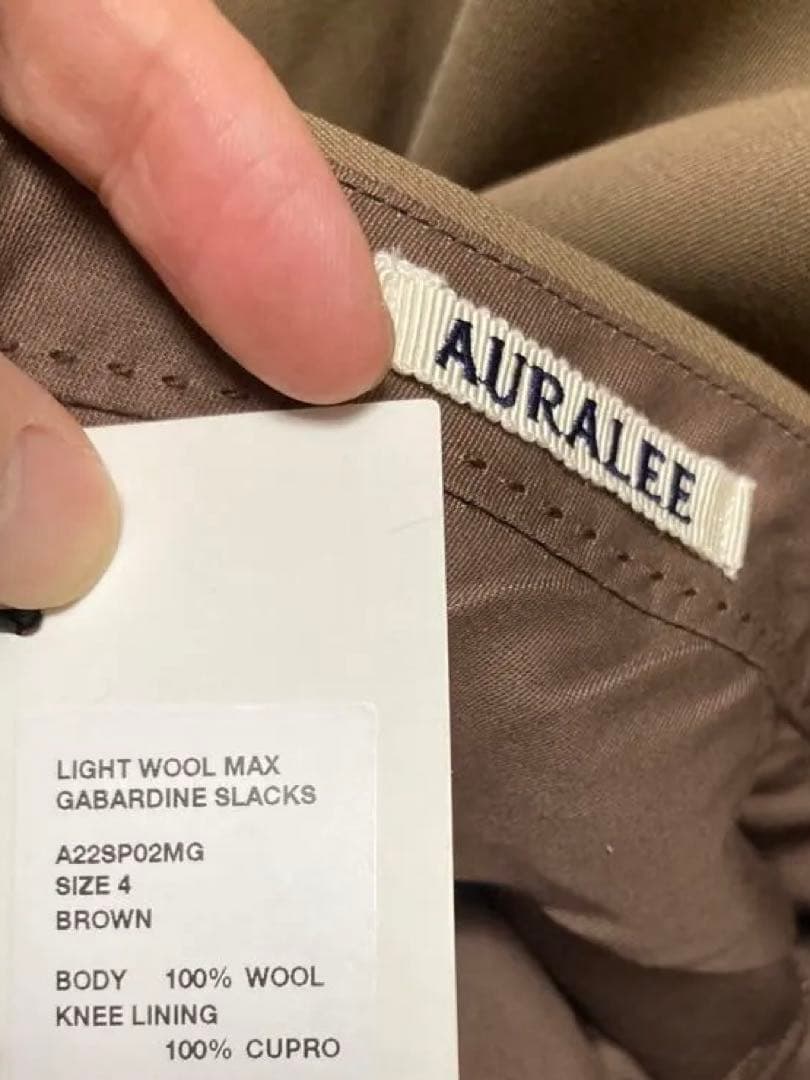 AURALEE
LIGHT WOOL MAX
GABARDINE SLACKS
A22SP02MG
SIZE 4
BROWN
BODY 100% WOOL
KNEE LINING
100% CUPRO